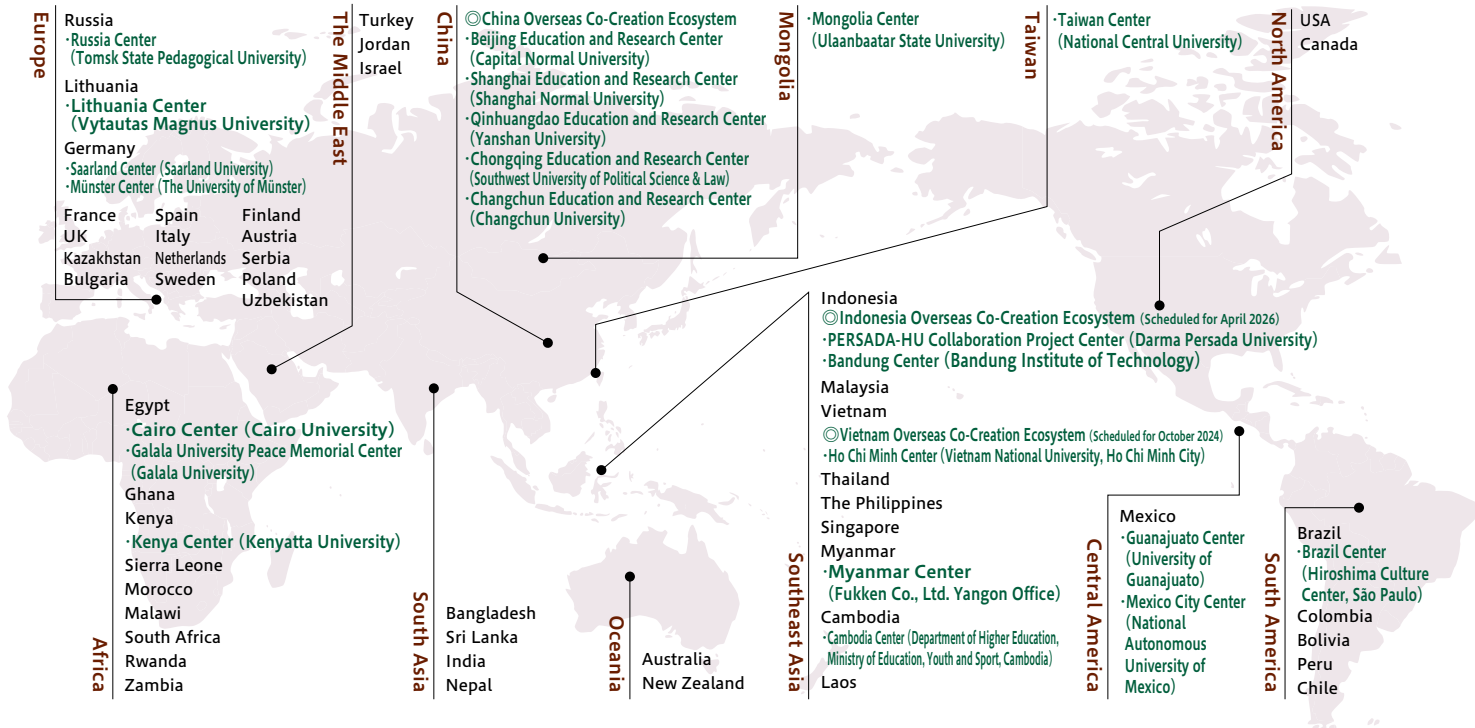 Europe
Russia
・Russia Center
(Tomsk State Pedagogical University)
Lithuania
・Lithuania Center
(Vytautas Magnus University)
Germany
・Saarland Center (Saarland University)
・Münster Center (The University of Münster)
France Spain Finland
UK Italy Austria
Kazakhstan Netherlands Serbia
Bulgaria Sweden Poland
Uzbekistan
The Middle East
Turkey
Jordan
Israel
China
◎China Overseas Co-Creation Ecosystem
・Beijing Education and Research Center
(Capital Normal University)
・Shanghai Education and Research Center
(Shanghai Normal University)
・Qinhuangdao Education and Research Center
(Yanshan University)
・Chongqing Education and Research Center
(Southwest University of Political Science & Law)
・Changchun Education and Research Center
(Changchun University)
Mongolia
・Mongolia Center
(Ulaanbaatar State University)
Taiwan
・Taiwan Center
(National Central University)
North America
USA
Canada
Africa
Egypt
・Cairo Center (Cairo University)
・Galala University Peace Memorial Center
(Galala University)
Ghana
Kenya
・Kenya Center (Kenyatta University)
Sierra Leone
Morocco
Malawi
South Africa
Rwanda
Zambia
South Asia
Bangladesh
Sri Lanka
India
Nepal
Oceania
Australia
New Zealand
Southeast Asia
Indonesia
◎Indonesia Overseas Co-Creation Ecosystem (Scheduled for April 2026)
・PERSADA-HU Collaboration Project Center (Darma Persada University)
・Bandung Center (Bandung Institute of Technology)
Malaysia
Vietnam
◎Vietnam Overseas Co-Creation Ecosystem (Scheduled for October 2024)
・Ho Chi Minh Center (Vietnam National University, Ho Chi Minh City)
Thailand
The Philippines
Singapore
Myanmar
・Myanmar Center
(Fukken Co., Ltd. Yangon Office)
Cambodia
・Cambodia Center (Department of Higher Education,
Ministry of Education, Youth and Sport, Cambodia)
Laos
Central America
Mexico
・Guanajuato Center
(University of
Guanajuato)
・Mexico City Center
(National
Autonomous
University of
Mexico)
South America
Brazil
・Brazil Center
(Hiroshima Culture
Center, São Paulo)
Colombia
Bolivia
Peru
Chile